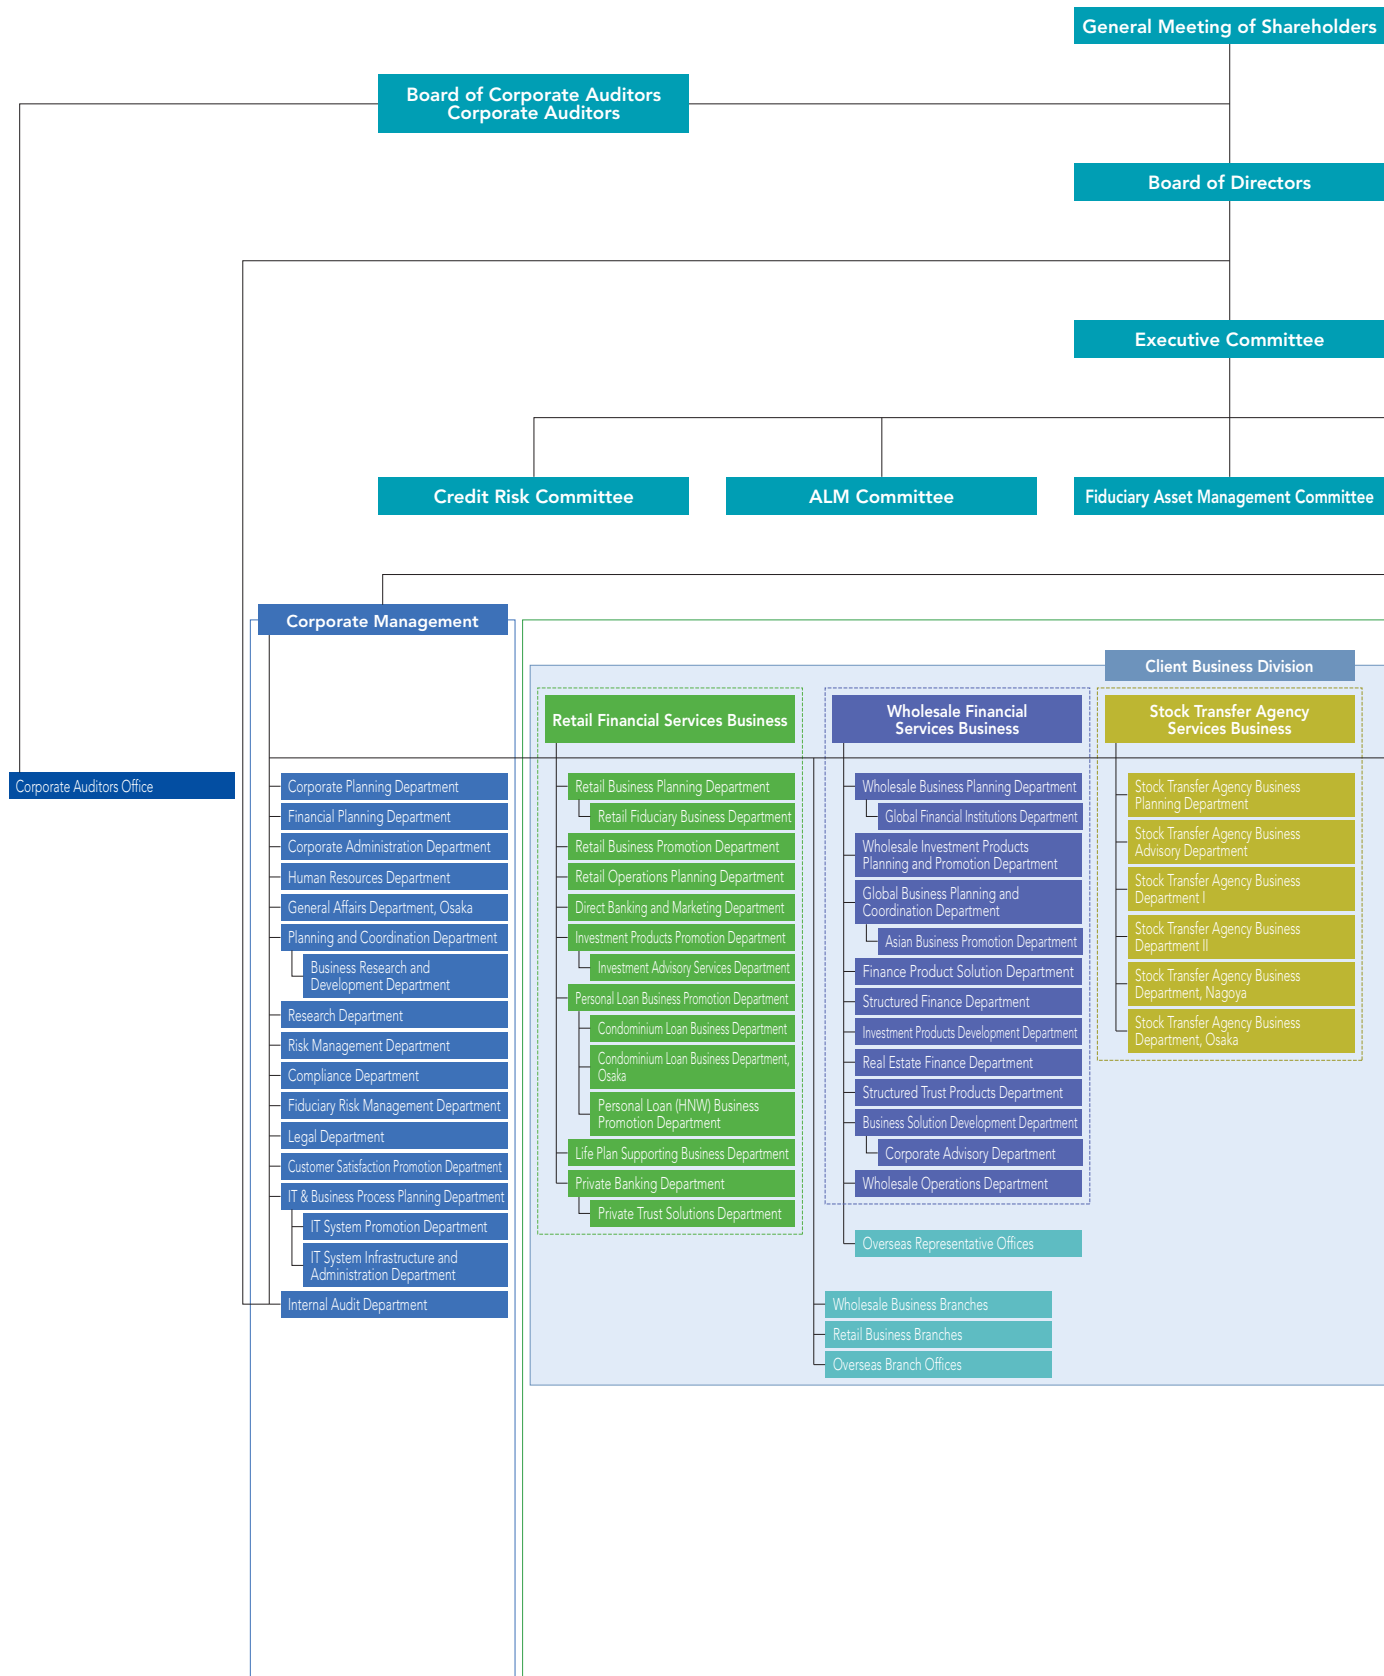 General Meeting of Shareholders
Board of Corporate Auditors
Corporate Auditors
Board of Directors
Executive Committee
Credit Risk Committee
ALM Committee
Fiduciary Asset Management Committee
Corporate Management
Client Business Division
Retail Financial Services Business
Wholesale Financial
Services Business
Stock Transfer Agency
Services Business
Corporate Auditors Office
Corporate Planning Department
Financial Planning Department
Corporate Administration Department
Human Resources Department
General Affairs Department, Osaka
Planning and Coordination Department
Business Research and
Development Department
Research Department
Risk Management Department
Compliance Department
Fiduciary Risk Management Department
Legal Department
Customer Satisfaction Promotion Department
IT & Business Process Planning Department
IT System Promotion Department
IT System Infrastructure and
Administration Department
Internal Audit Department
Retail Business Planning Department
Retail Fiduciary Business Department
Retail Business Promotion Department
Retail Operations Planning Department
Direct Banking and Marketing Department
Investment Products Promotion Department
Investment Advisory Services Department
Personal Loan Business Promotion Department
Condominium Loan Business Department
Condominium Loan Business Department,
Osaka
Personal Loan (HNW) Business
Promotion Department
Life Plan Supporting Business Department
Private Banking Department
Private Trust Solutions Department
Wholesale Business Planning Department
Global Financial Institutions Department
Wholesale Investment Products
Planning and Promotion Department
Global Business Planning and
Coordination Department
Asian Business Promotion Department
Finance Product Solution Department
Structured Finance Department
Investment Products Development Department
Real Estate Finance Department
Structured Trust Products Department
Business Solution Development Department
Corporate Advisory Department
Wholesale Operations Department
Overseas Representative Offices
Wholesale Business Branches
Retail Business Branches
Overseas Branch Offices
Stock Transfer Agency Business
Planning Department
Stock Transfer Agency Business
Advisory Department
Stock Transfer Agency Business
Department I
Stock Transfer Agency Business
Department II
Stock Transfer Agency Business
Department, Nagoya
Stock Transfer Agency Business
Department, Osaka